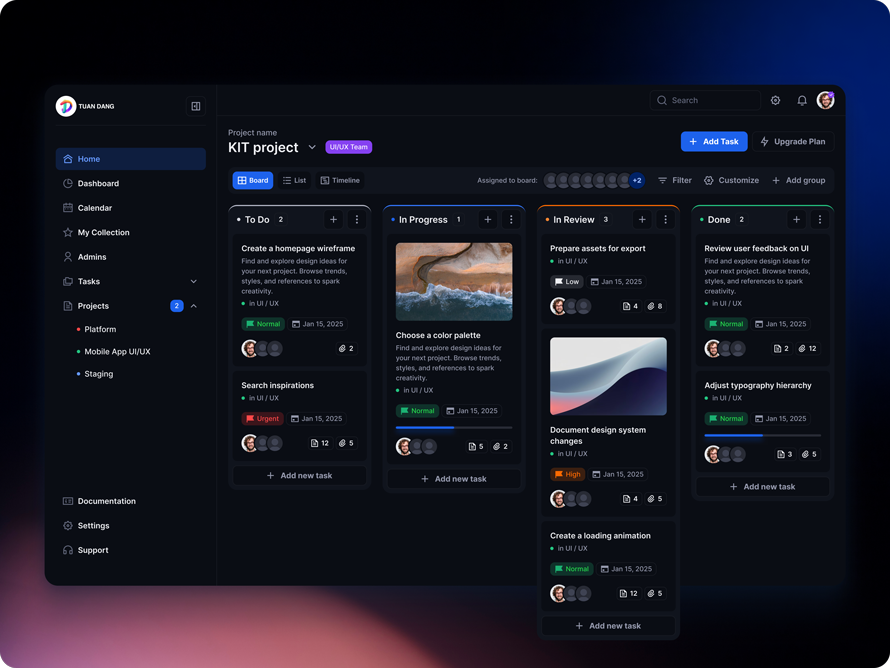 TUAN DANG
Home
Dashboard
Calendar
My Collection
Admins
Tasks
Projects 2
Platform
Mobile App UI/UX
Staging
Documentation
Settings
Support
Search
Project name
KIT project UI/UX Team
Add Task Upgrade Plan
Board List Timeline
Assigned to board: +2 Filter Customize Add group
To Do 2
Create a homepage wireframe
Find and explore design ideas for
your next project. Browse trends,
styles, and references to spark
creativity.
in UI / UX
Normal Jan 15, 2025
2
Search inspirations
in UI / UX
Urgent Jan 15, 2025
12 5
Add new task
In Progress 1
Choose a color palette
Find and explore design ideas for
your next project. Browse trends,
styles, and references to spark
creativity.
in UI / UX
Normal Jan 15, 2025
5 2
Add new task
In Review 3
Prepare assets for export
in UI / UX
Low Jan 15, 2025
4 8
Document design system
changes
in UI / UX
High Jan 15, 2025
4 5
Create a loading animation
in UI / UX
Normal Jan 15, 2025
12 5
Add new task
Done 2
Review user feedback on UI
Find and explore design ideas for
your next project. Browse trends,
styles, and references to spark
creativity.
in UI / UX
Normal Jan 15, 2025
2 12
Adjust typography hierarchy
in UI / UX
Normal Jan 15, 2025
3 5
Add new task